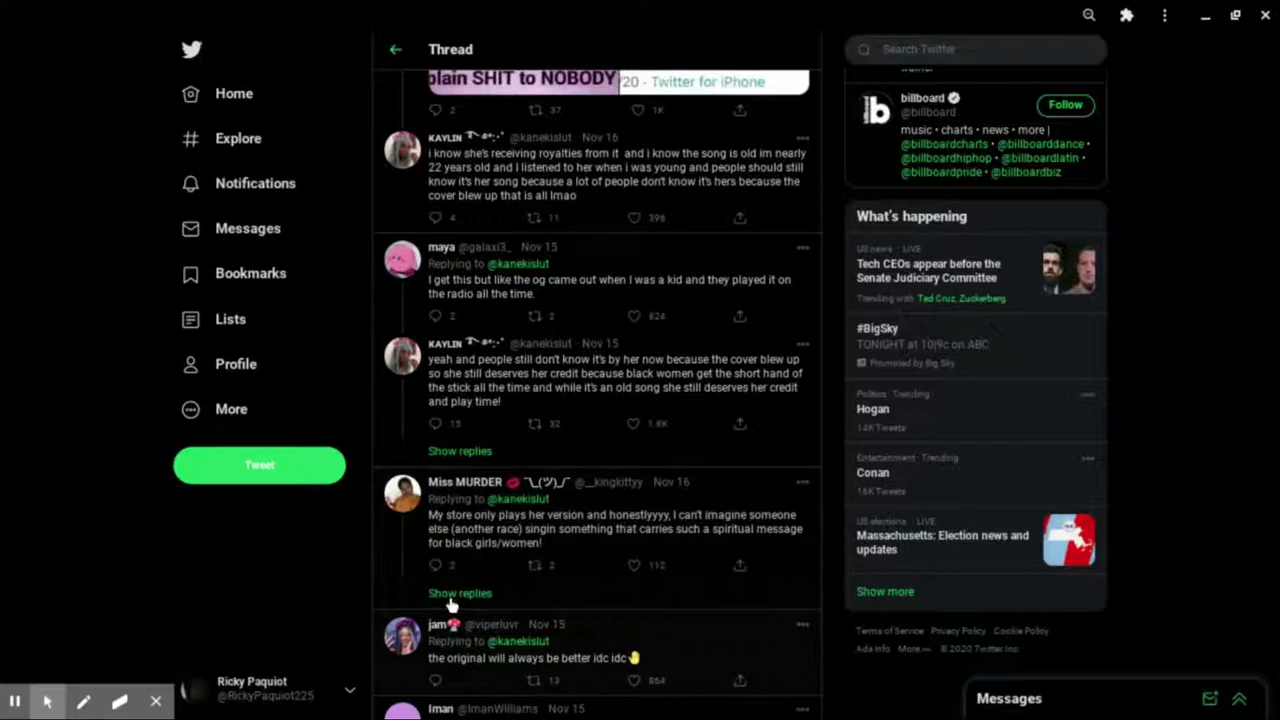 Home
Explore
Notifications
Messages
Bookmarks
Lists
Profile
More
Tweet
Ricky Paquiot
@RickyPaquiot225
Thread
plain SHIT to NOBODY
/20 - Twitter for iPhone
2 37 1K
KAYLIN @kanekislut · Nov 16
i know she's receiving royalties from it and i know the song is old im nearly
22 years old and I listened to her when i was young and people should still
know it's her song because a lot of people don't know it's hers because the
cover blew up that is all lmao
4 11 396
maya @galaxi3_ · Nov 15
Replying to @kanekislut
I get this but like the og came out when I was a kid and they played it on
the radio all the time.
2 2 824
KAYLIN @kanekislut · Nov 15
yeah and people still don't know it's by her now because the cover blew up
so she still deserves her credit because black women get the short hand of
the stick all the time and while it's an old song she still deserves her credit
and play time!
13 32 1.8K
Show replies
Miss MURDER 💋 ¯\_(ツ)_/¯ @__kingkittyy · Nov 16
Replying to @kanekislut
My store only plays her version and honestlyyyy, I can't imagine someone
else (another race) singin something that carries such a spiritual message
for black girls/women!
2 2 112
Show replies
jam🍄 @viperluvr · Nov 15
Replying to @kanekislut
the original will always be better idc idc🤚
13 864
Iman @ImanWilliams · Nov 15
Search Twitter
billboard
@billboard
Follow
music • charts • news • more |
@billboardcharts • @billboarddance •
@billboardhiphop • @billboardlatin •
@billboardpride • @billboardbiz
What's happening
US news · LIVE
Tech CEOs appear before the
Senate Judiciary Committee
Trending with Ted Cruz, Zuckerberg
#BigSky
TONIGHT at 10|9c on ABC
Promoted by Big Sky
Politics · Trending
Hogan
14K Tweets
Entertainment · Trending
Conan
16K Tweets
US elections · LIVE
Massachusetts: Election news and
updates
Show more
Terms of Service Privacy Policy Cookie Policy
Ads info More © 2020 Twitter, Inc.
Messages